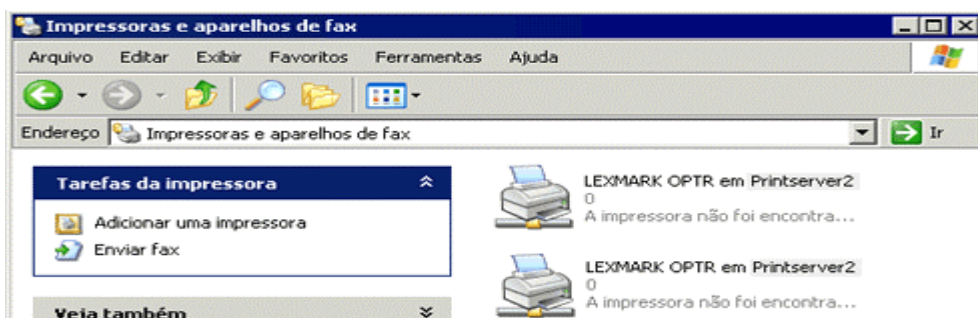 Impressoras e aparelhos de fax
Arquivo Editar Exibir Favoritos Ferramentas Ajuda
Endereço Impressoras e aparelhos de fax Ir
Tarefas da impressora
Adicionar uma impressora
Enviar fax
Veja também
LEXMARK OPTR em Printserver2
0
A impressora não foi encontra...
LEXMARK OPTR em Printserver2
0
A impressora não foi encontra...